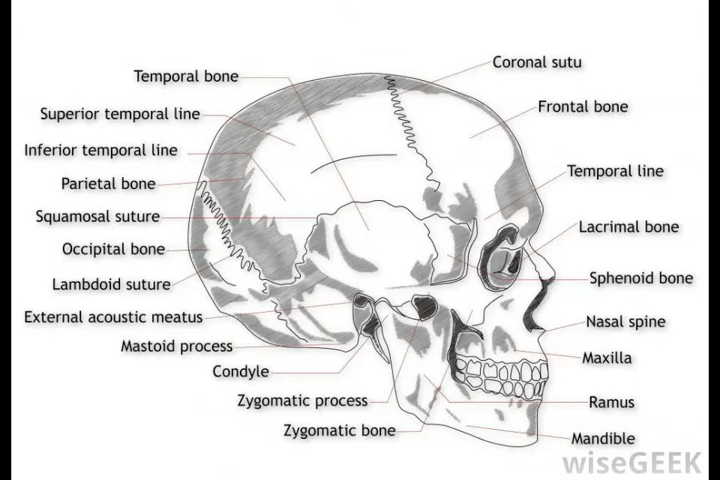 Temporal bone
Superior temporal line
Inferior temporal line
Parietal bone
Squamosal suture
Occipital bone
Lambdoid suture
External acoustic meatus
Mastoid process
Condyle
Zygomatic process
Zygomatic bone
Coronal sutu
Frontal bone
Temporal line
Lacrimal bone
Sphenoid bone
Nasal spine
Maxilla
Ramus
Mandible
wiseGEEK